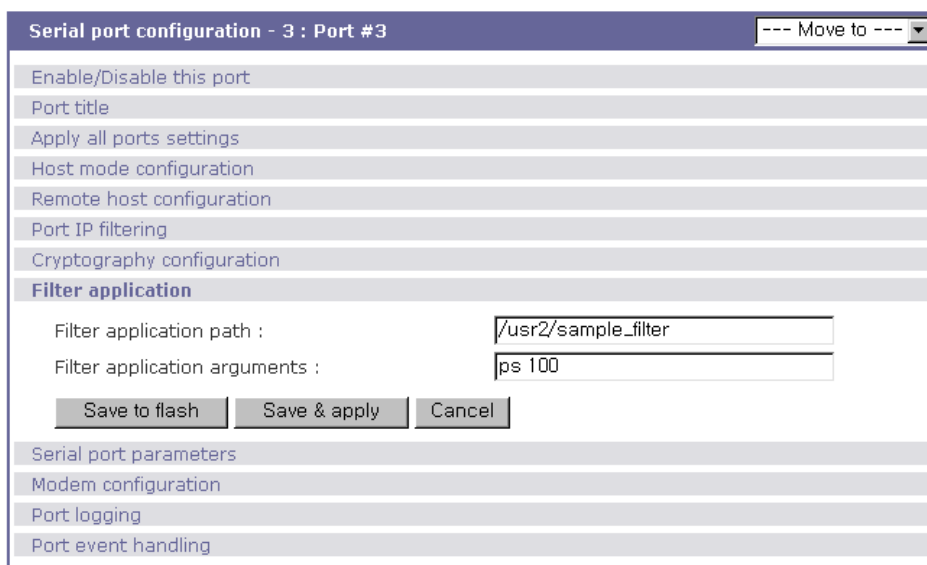 Serial port configuration - 3 : Port #3 --- Move to ---
Enable/Disable this port
Port title
Apply all ports settings
Host mode configuration
Remote host configuration
Port IP filtering
Cryptography configuration
Filter application
Filter application path : /usr2/sample_filter
Filter application arguments : ps 100
Save to flash Save & apply Cancel
Serial port parameters
Modem configuration
Port logging
Port event handling